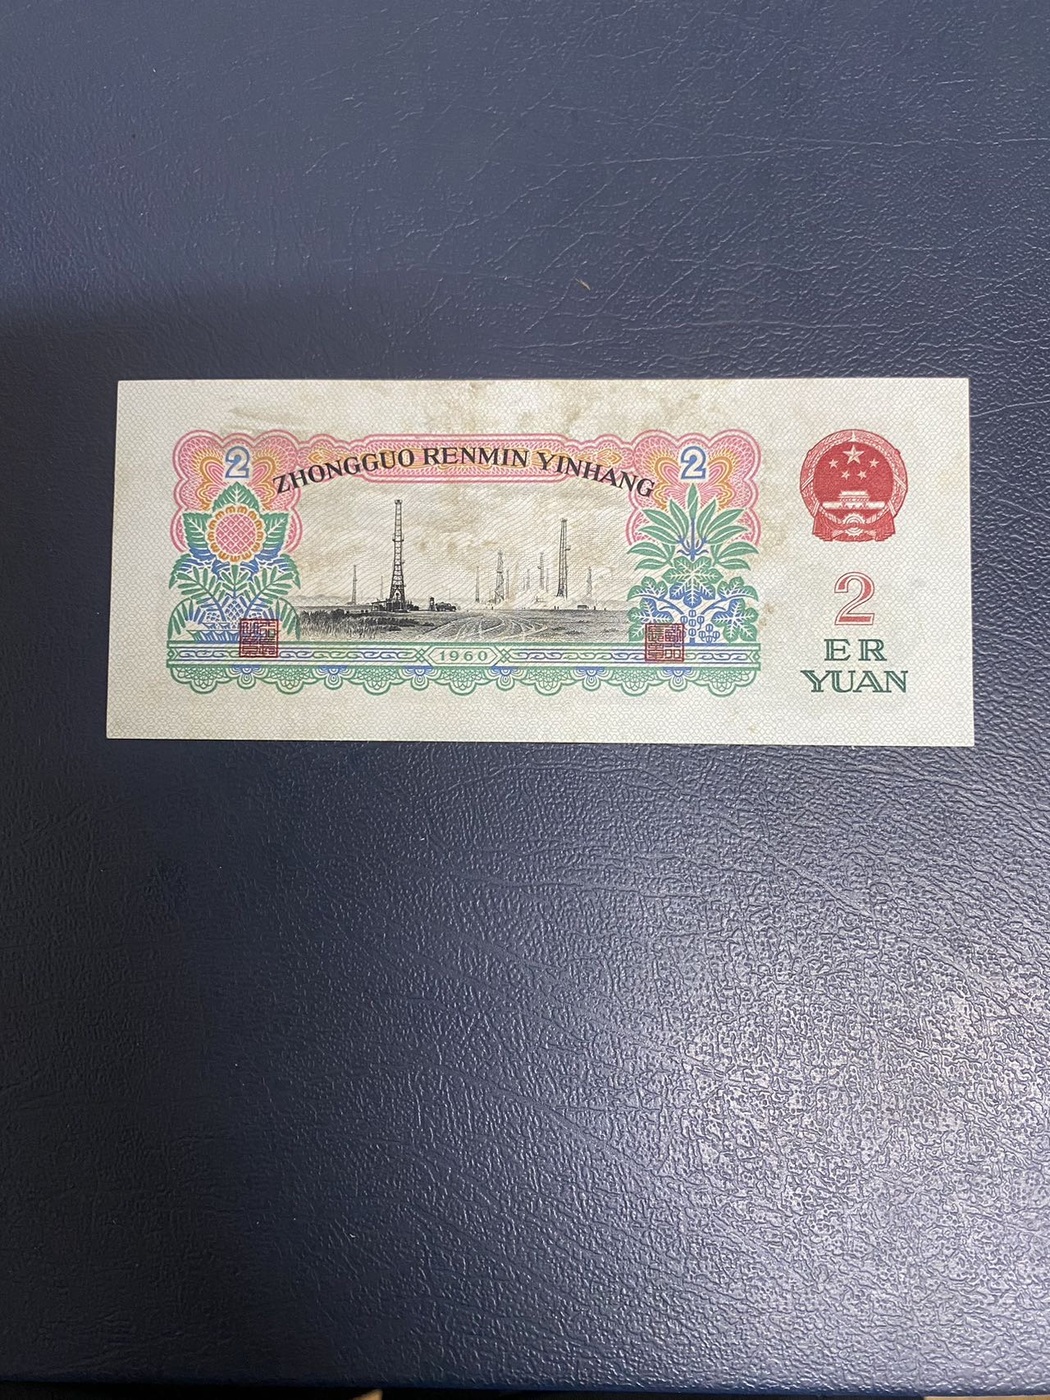 2 ZHONGGUO RENMIN YINHANG 2
1960
2
ER
YUAN